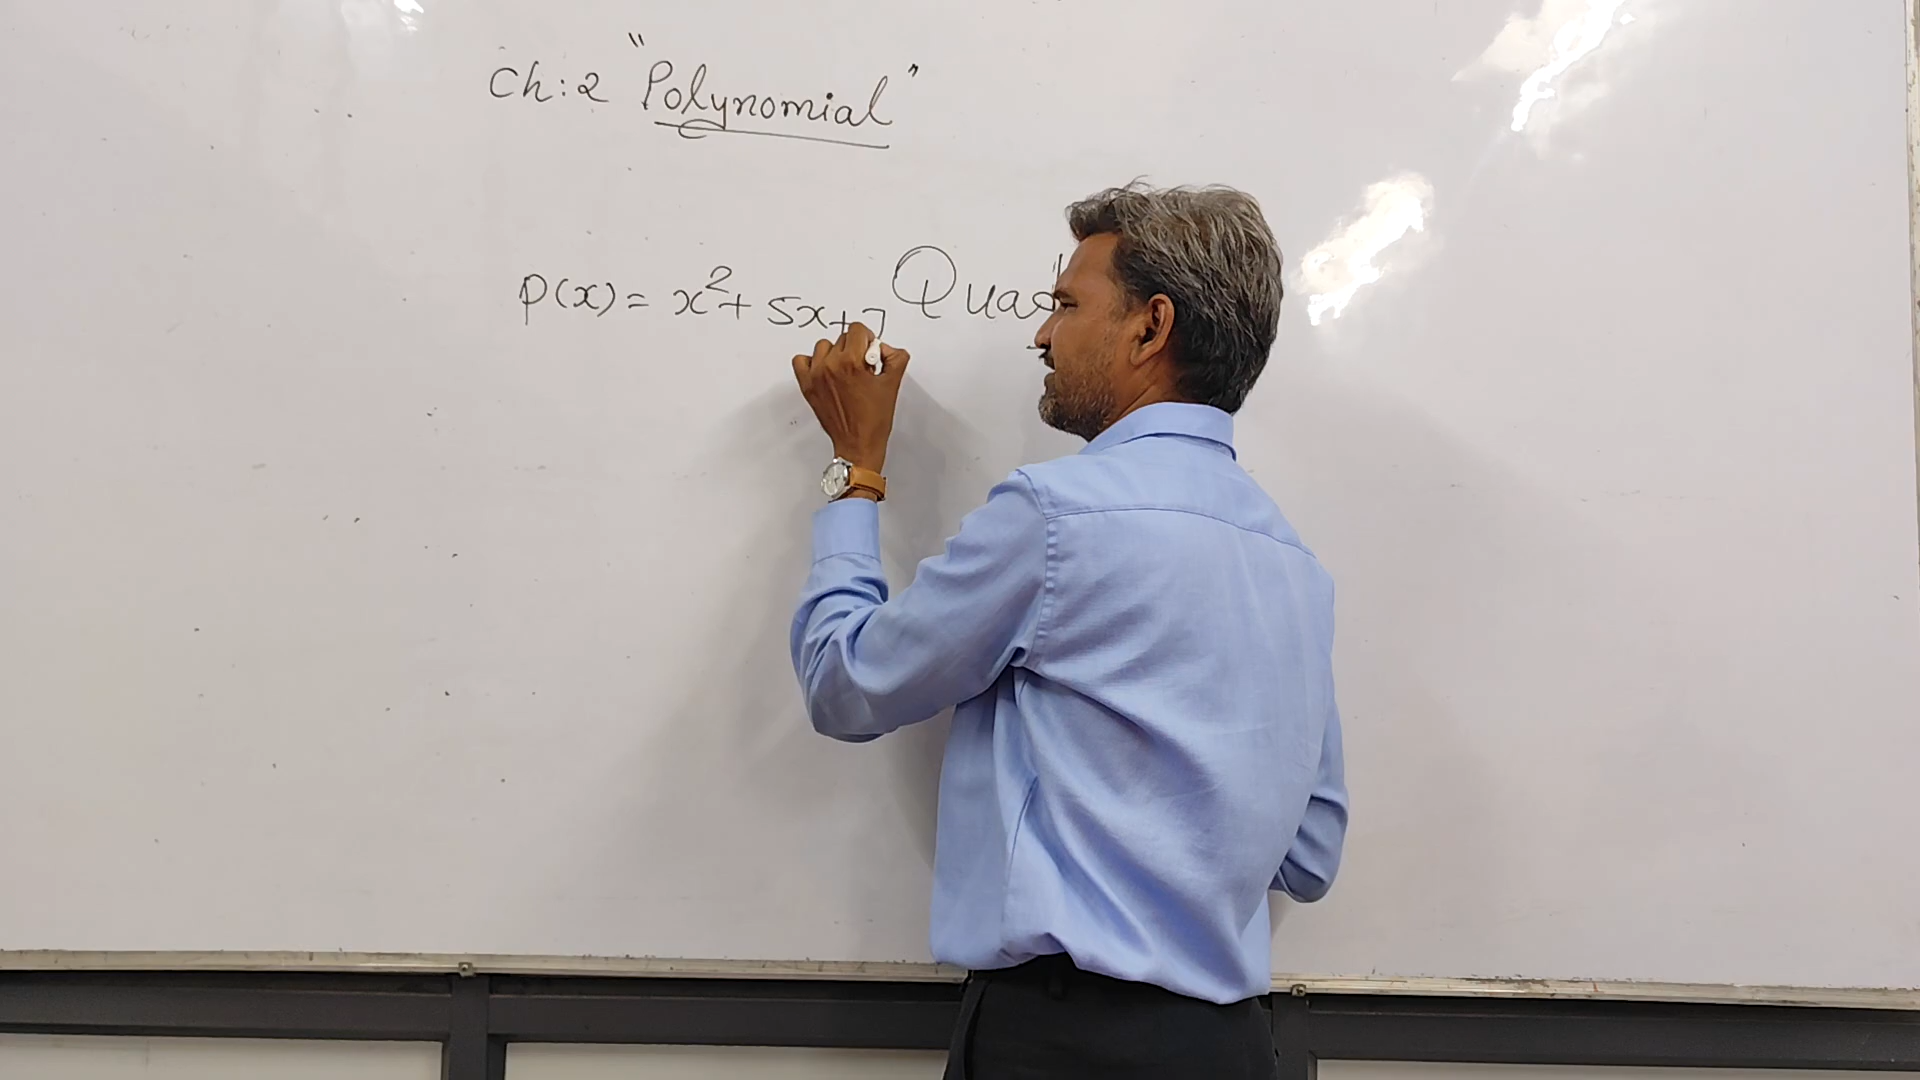 Ch:2 "Polynomial"
P(x) = x² + 5x + 7